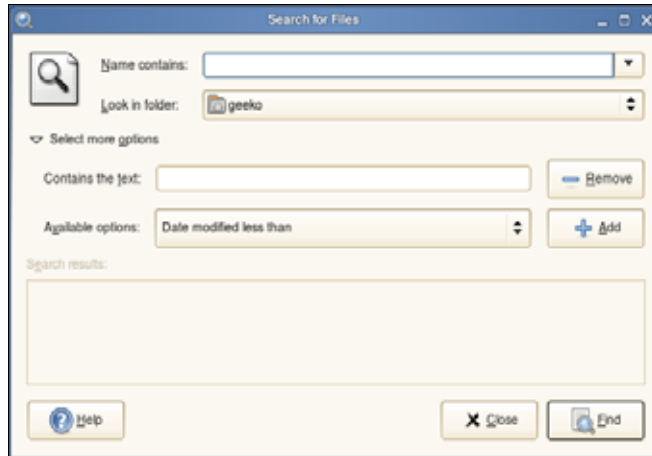 Search for Files
Name contains:
Look in folder: geeko
Select more options
Contains the text: Remove
Available options: Date modified less than Add
Search results:
Help Close Find